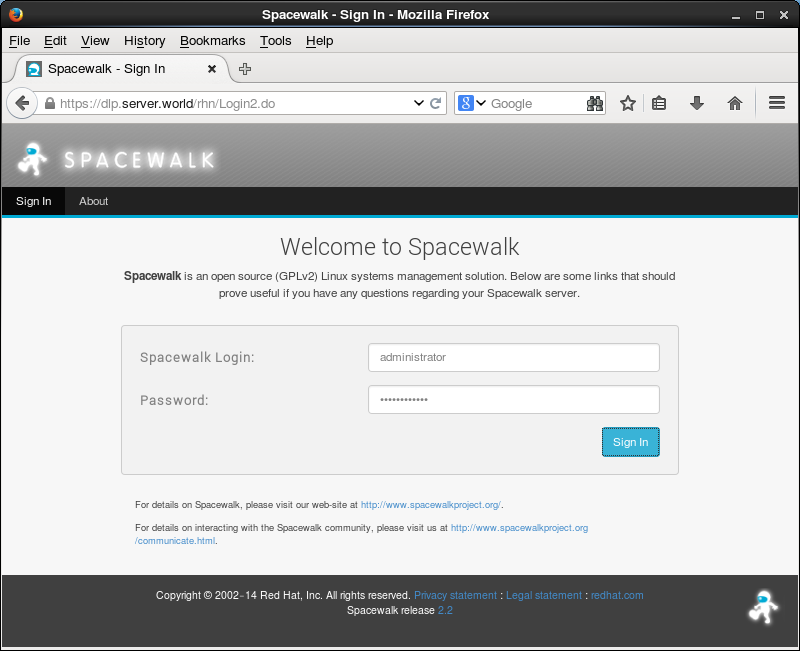 Spacewalk - Sign In - Mozilla Firefox
File Edit View History Bookmarks Tools Help
Spacewalk - Sign In
https://dlp.server.world/rhn/Login2.do
Google
SPACEWALK
Sign In About
Welcome to Spacewalk
Spacewalk is an open source (GPLv2) Linux systems management solution. Below are some links that should
prove useful if you have any questions regarding your Spacewalk server.
Spacewalk Login: administrator
Password: ••••••••••••
Sign In
For details on Spacewalk, please visit our web-site at http://www.spacewalkproject.org/.
For details on interacting with the Spacewalk community, please visit us at http://www.spacewalkproject.org
/communicate.html.
Copyright © 2002-14 Red Hat, Inc. All rights reserved. Privacy statement : Legal statement : redhat.com
Spacewalk release 2.2